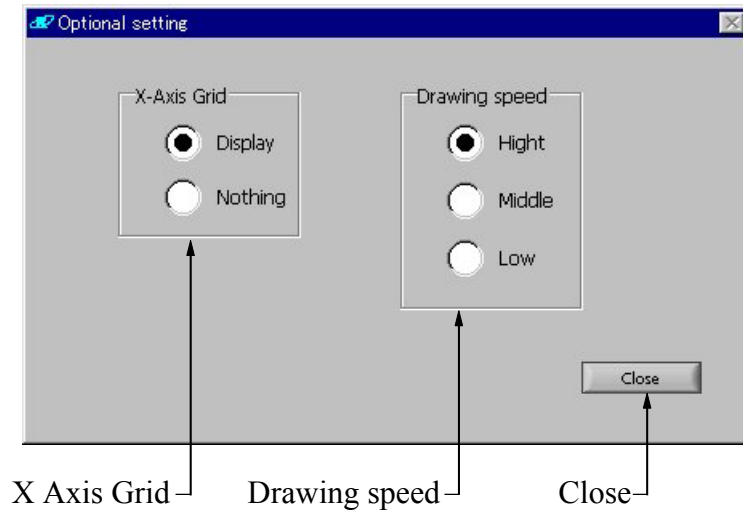 Optional setting
X-Axis Grid
Display
Nothing
Drawing speed
Hight
Middle
Low
Close
X Axis Grid
Drawing speed
Close